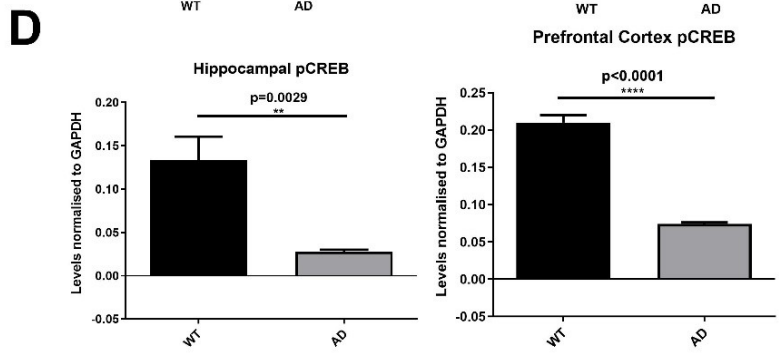 D
WT AD
Hippocampal pCREB
p=0.0029
**
Levels normalised to GAPDH
0.20
0.15
0.10
0.05
0.00
-0.05
WT AD
WT AD
Prefrontal Cortex pCREB
p<0.0001
****
Levels normalised to GAPDH
0.25
0.20
0.15
0.10
0.05
0.00
-0.05
WT AD